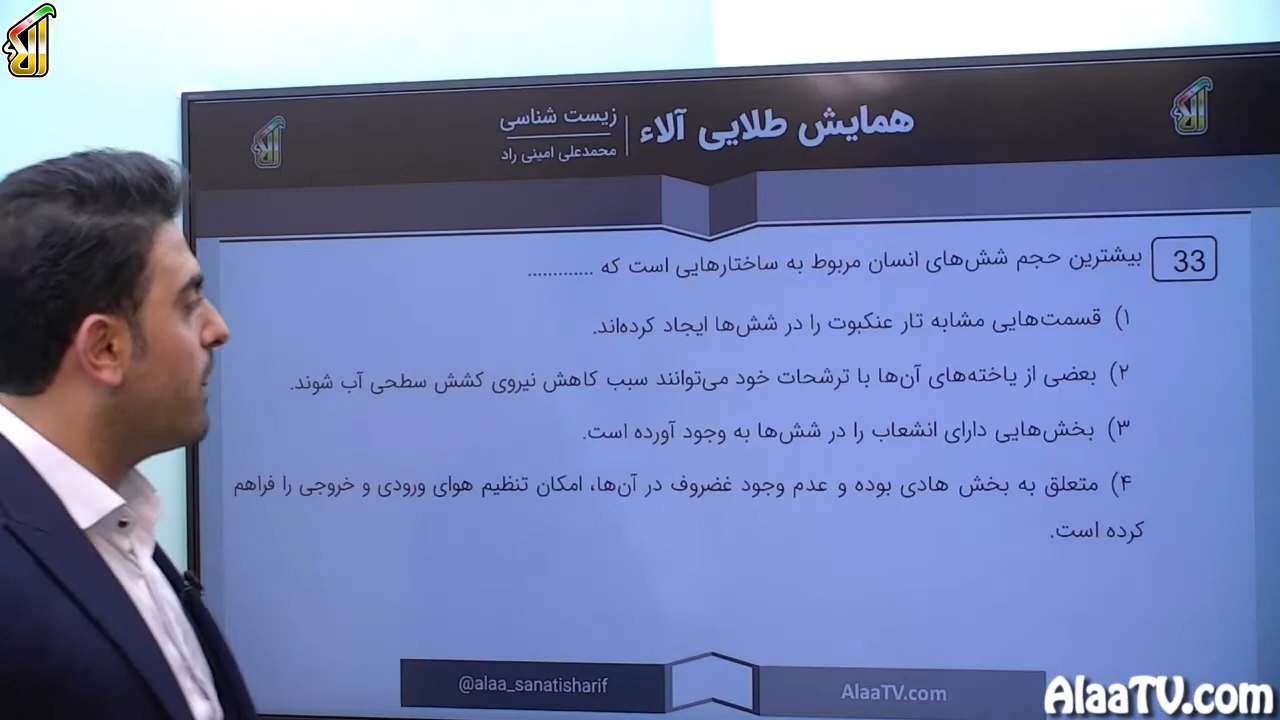 همایش طلایی آلاء
زیست شناسی
محمدعلی امینی راد
33
بیشترین حجم شش‌های انسان مربوط به ساختارهایی است که .............
۱) قسمت‌هایی مشابه تار عنکبوت را در شش‌ها ایجاد کرده‌اند.
۲) بعضی از یاخته‌های آن‌ها با ترشحات خود می‌توانند سبب کاهش نیروی کشش سطحی آب شوند.
۳) بخش‌هایی دارای انشعاب را در شش‌ها به وجود آورده است.
۴) متعلق به بخش هادی بوده و عدم وجود غضروف در آن‌ها، امکان تنظیم هوای ورودی و خروجی را فراهم
کرده است.
@alaa_sanatisharif
AlaaTV.com
AlaaTV.com